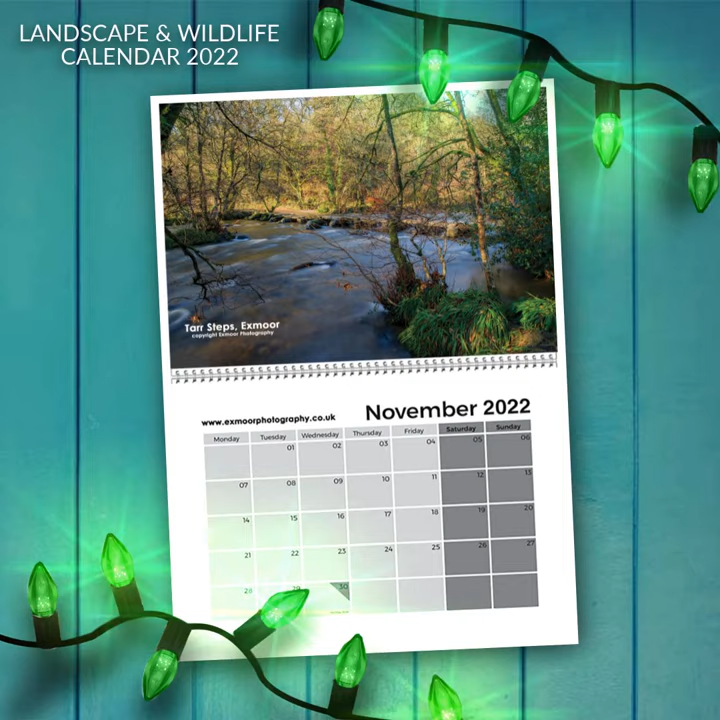 LANDSCAPE & WILDLIFE
CALENDAR 2022
Tarr Steps, Exmoor
copyright Exmoor Photography
www.exmoorphotography.co.uk
November 2022
Monday Tuesday Wednesday Thursday Friday Saturday Sunday
01 02 03 04 05 06
07 08 09 10 11 12 13
14 15 16 17 18 19 20
21 22 23 24 25 26 27
28 29 30